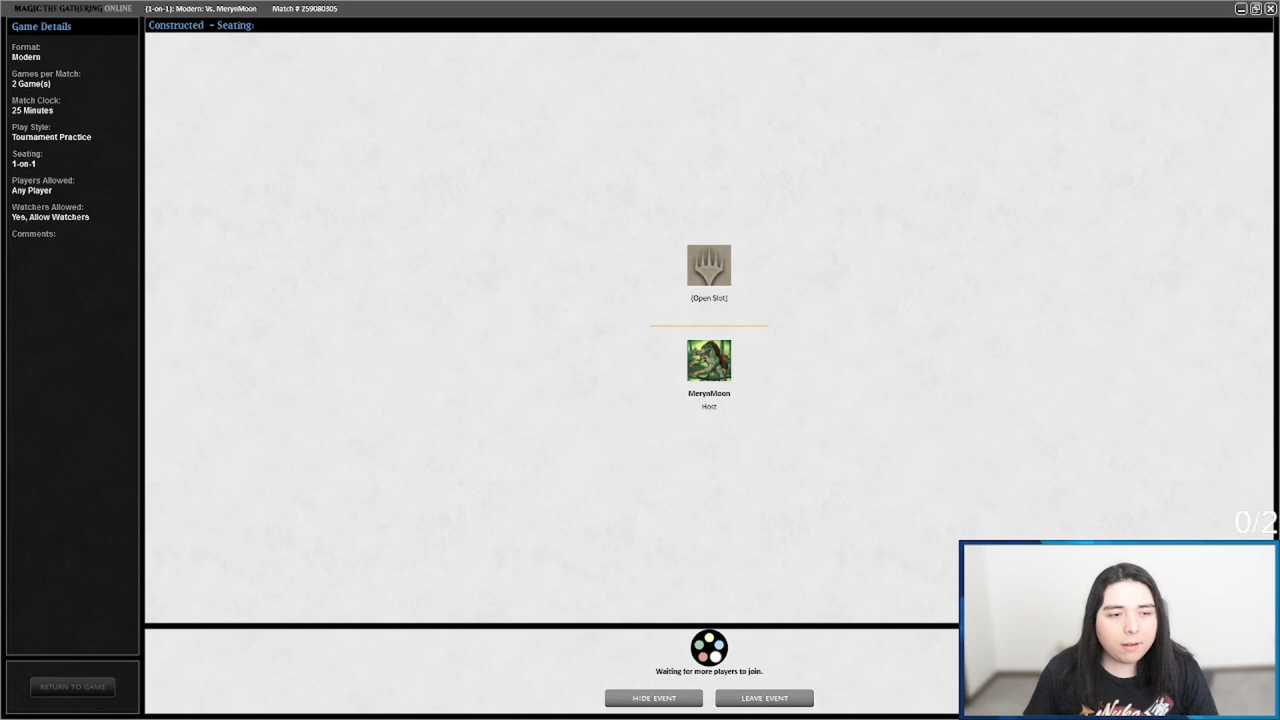 MAGIC THE GATHERING ONLINE (1-on-1): Modern: Vs. MerynMoon Match # 259080305
Game Details
Constructed - Seating:
Format:
Modern
Games per Match:
2 Game(s)
Match Clock:
25 Minutes
Play Style:
Tournament Practice
Seating:
1-on-1
Players Allowed:
Any Player
Watchers Allowed:
Yes, Allow Watchers
Comments:
(Open Slot)
MerynMoon
Host
0/2
Waiting for more players to join.
RETURN TO GAME
HIDE EVENT
LEAVE EVENT